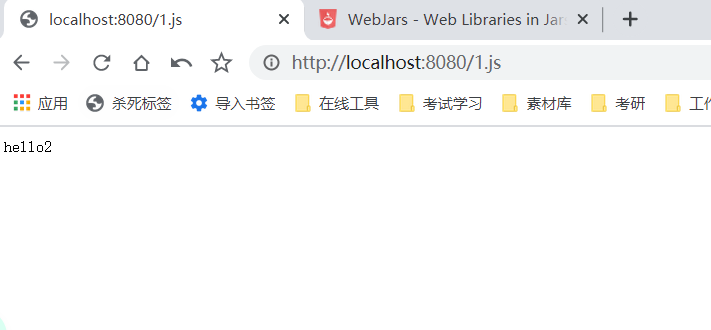 localhost:8080/1.js WebJars - Web Libraries in Jar
http://localhost:8080/1.js
应用 杀死标签 导入书签 在线工具 考试学习 素材库 考研 工作
hello2